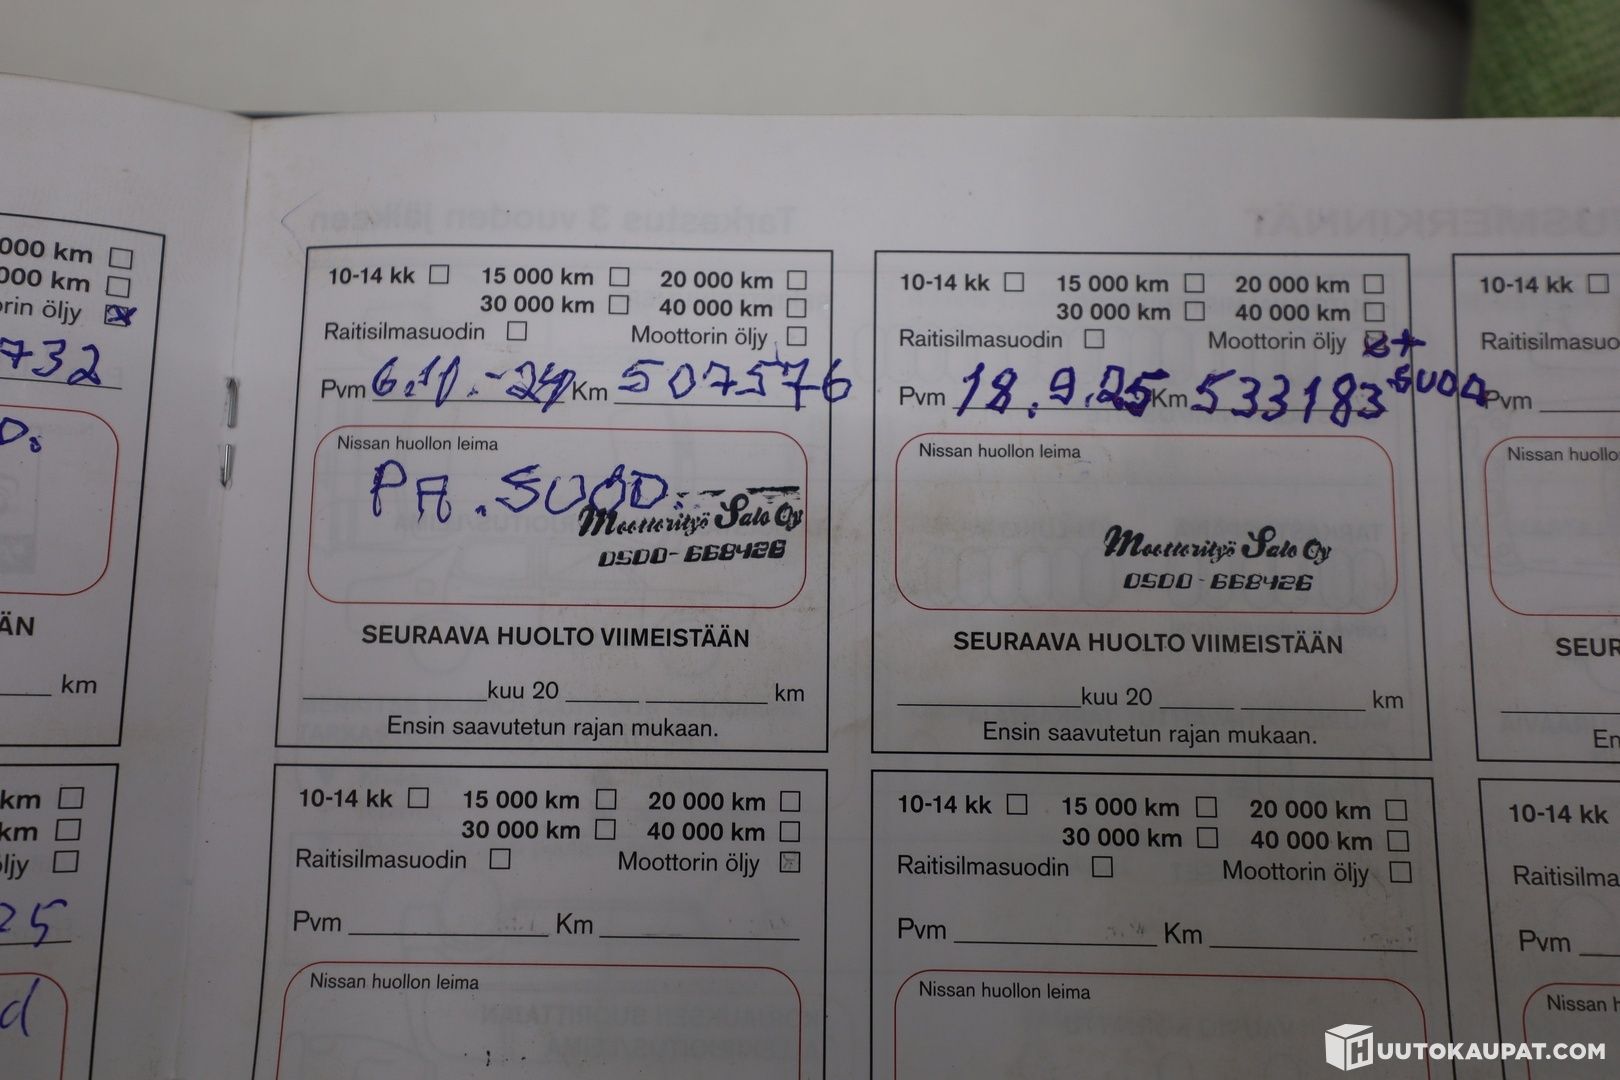 000 km
000 km
orin öljy
732
D.
ÄN
km
10-14 kk 15 000 km 20 000 km
30 000 km 40 000 km
Raitisilmasuodin Moottorin öljy
Pvm 6.10.-24 Km 507576
Nissan huollon leima
PA.SUOD.
Moottorityö Salo Oy
0500-668426
SEURAAVA HUOLTO VIIMEISTÄÄN
kuu 20 km
Ensin saavutetun rajan mukaan.
10-14 kk 15 000 km 20 000 km
30 000 km 40 000 km
Raitisilmasuodin Moottorin öljy +
Pvm 18.9.25 Km 533183 SUOD
Nissan huollon leima
Moottorityö Salo Oy
0500-668426
SEURAAVA HUOLTO VIIMEISTÄÄN
kuu 20 km
Ensin saavutetun rajan mukaan.
10-14 kk
Raitisilmasuo
Pvm
Nissan huollo
SEUR
En
km
km
ljy
25
d
10-14 kk 15 000 km 20 000 km
30 000 km 40 000 km
Raitisilmasuodin Moottorin öljy
Pvm Km
Nissan huollon leima
10-14 kk 15 000 km 20 000 km
30 000 km 40 000 km
Raitisilmasuodin Moottorin öljy
Pvm Km
Nissan huollon leima
10-14 kk
Raitisilma
Pvm
Nissan h
HUUTOKAUPAT.COM